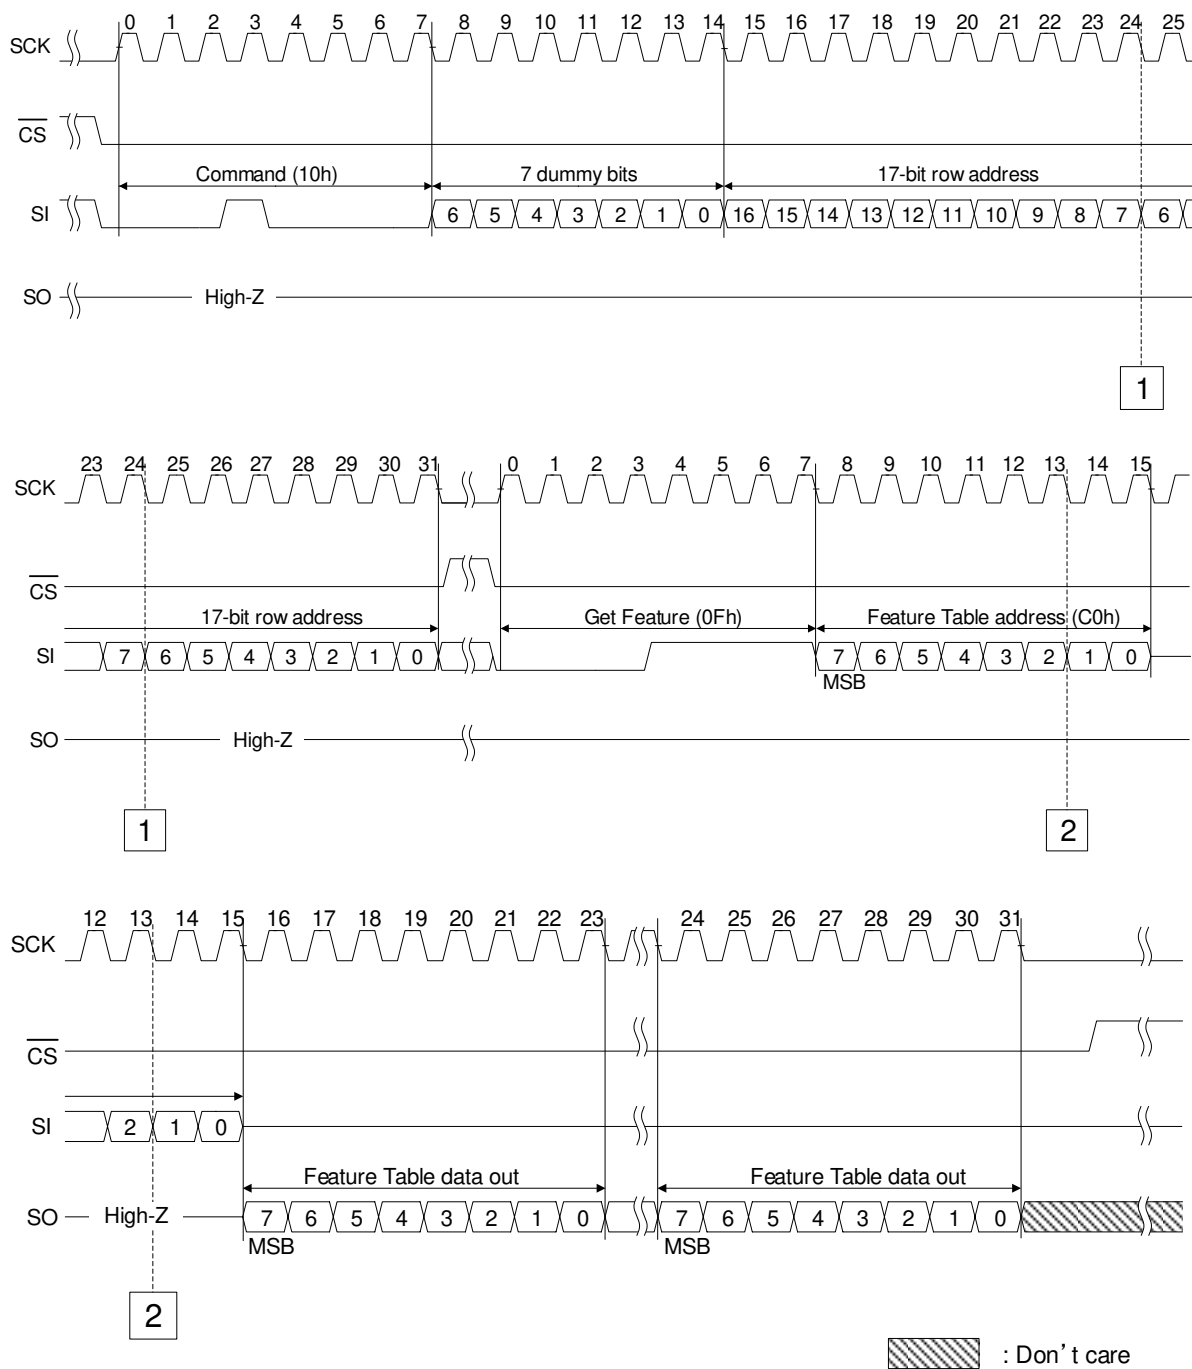 0 1 2 3 4 5 6 7 8 9 10 11 12 13 14 15 16 17 18 19 20 21 22 23 24 25
SCK
CS
Command (10h) 7 dummy bits 17-bit row address
SI 6 5 4 3 2 1 0 16 15 14 13 12 11 10 9 8 7 6
SO High-Z
1
23 24 25 26 27 28 29 30 31 0 1 2 3 4 5 6 7 8 9 10 11 12 13 14 15
SCK
CS
17-bit row address Get Feature (0Fh) Feature Table address (C0h)
SI 7 6 5 4 3 2 1 0 7 6 5 4 3 2 1 0
MSB
SO High-Z
1 2
12 13 14 15 16 17 18 19 20 21 22 23 24 25 26 27 28 29 30 31
SCK
CS
SI 2 1 0
Feature Table data out Feature Table data out
SO High-Z 7 6 5 4 3 2 1 0 7 6 5 4 3 2 1 0
MSB MSB
2
: Don't care